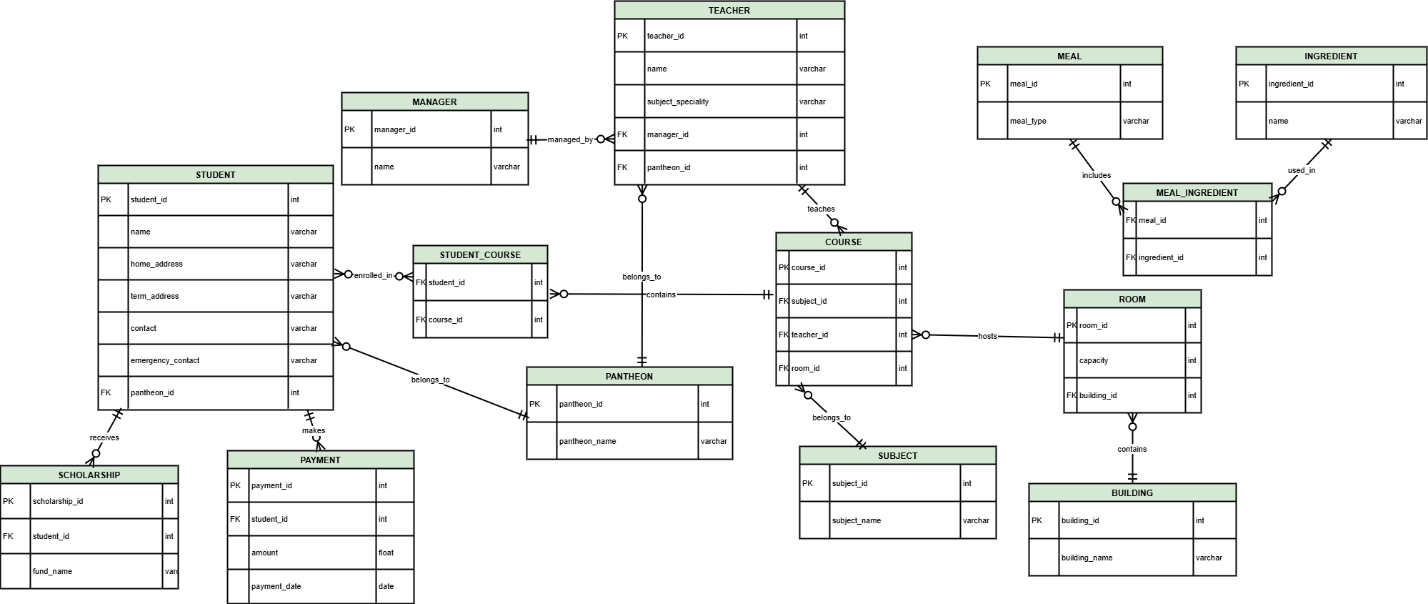 TEACHER
PK teacher_id int
name varchar
subject_speciality varchar
FK manager_id int
FK pantheon_id int
MEAL
PK meal_id int
meal_type varchar
INGREDIENT
PK ingredient_id int
name varchar
MANAGER
PK manager_id int
name varchar
managed_by
STUDENT
PK student_id int
name varchar
home_address varchar
term_address varchar
contact varchar
emergency_contact varchar
FK pantheon_id int
includes
used_in
MEAL_INGREDIENT
FK meal_id int
FK ingredient_id int
teaches
STUDENT_COURSE
FK student_id int
FK course_id int
enrolled_in
belongs_to
contains
COURSE
PK course_id int
FK subject_id int
FK teacher_id int
FK room_id int
hosts
ROOM
PK room_id int
capacity int
FK building_id int
belongs_to
PANTHEON
PK pantheon_id int
pantheon_name varchar
belongs_to
contains
receives
makes
SCHOLARSHIP
PK scholarship_id int
FK student_id int
fund_name varc
PAYMENT
PK payment_id int
FK student_id int
amount float
payment_date date
SUBJECT
PK subject_id int
subject_name varchar
BUILDING
PK building_id int
building_name varchar